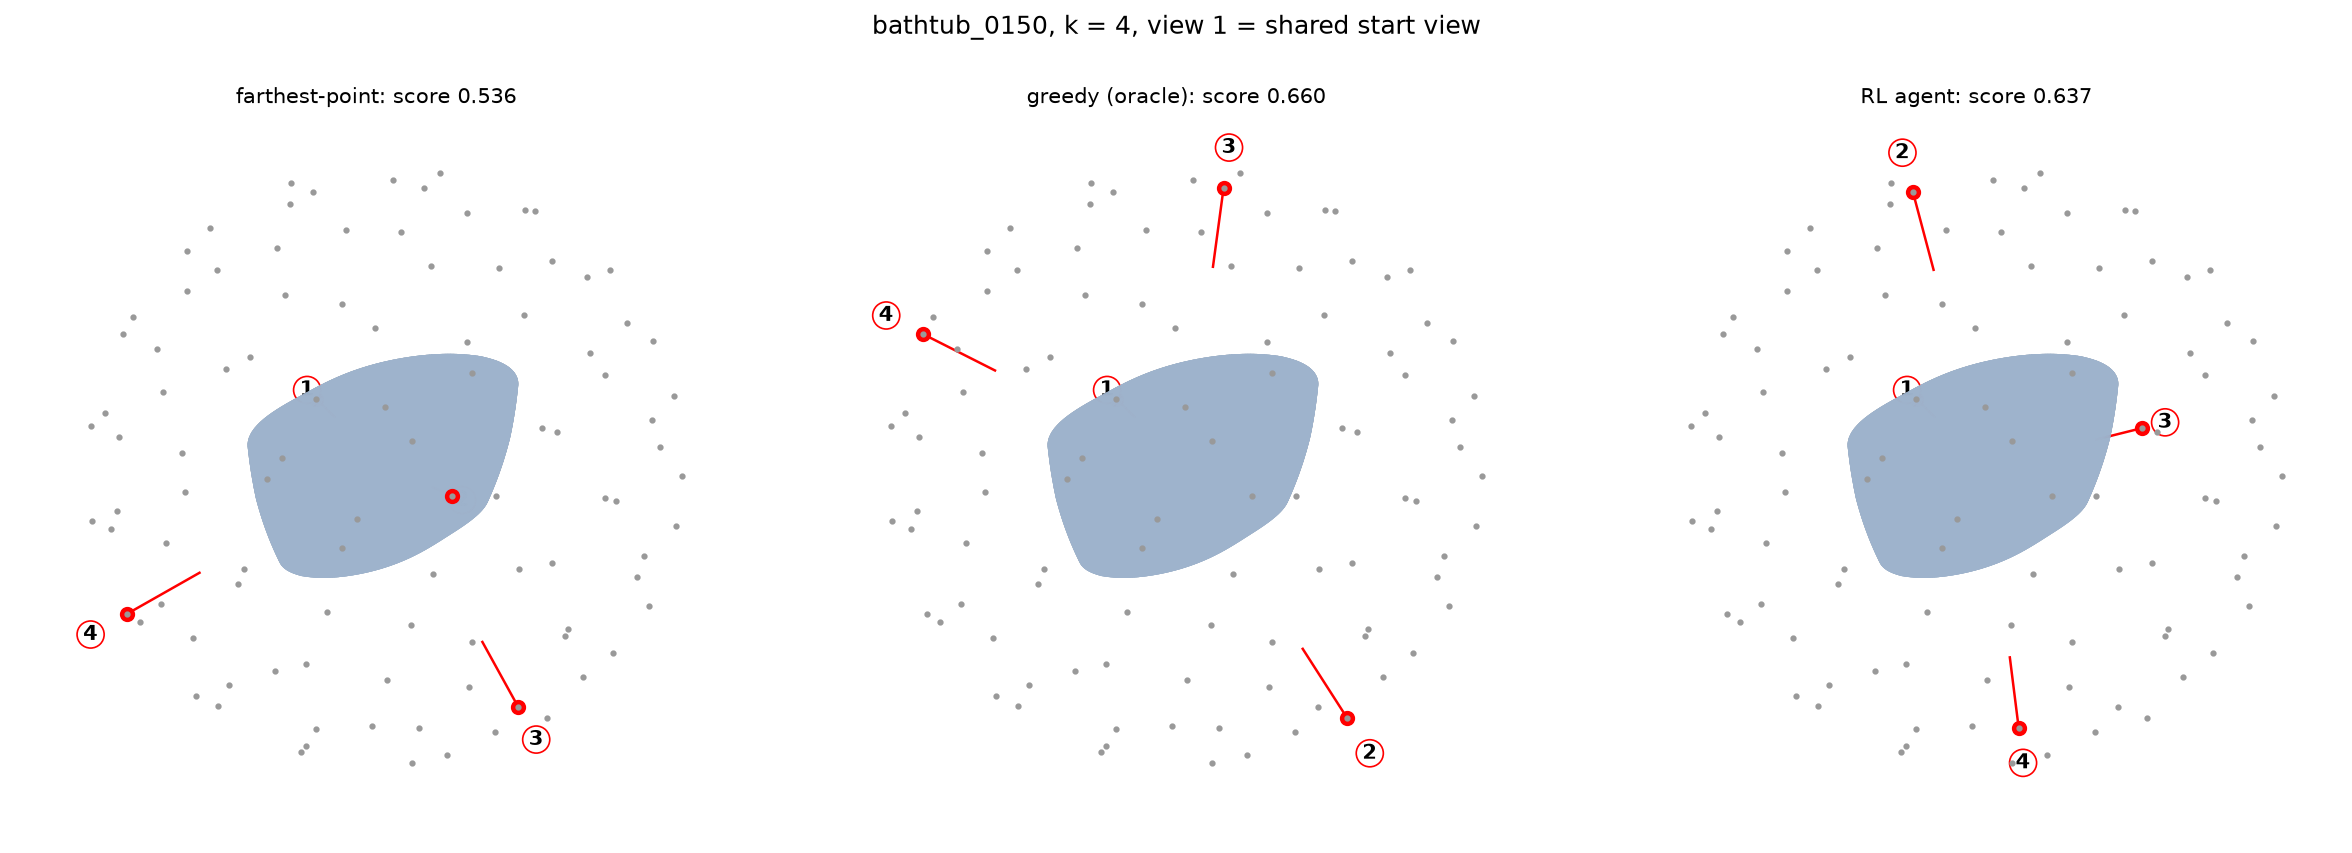 bathtub_0150, k = 4, view 1 = shared start view
farthest-point: score 0.536
1
4
3
greedy (oracle): score 0.660
3
4
1
2
RL agent: score 0.637
2
1
3
4